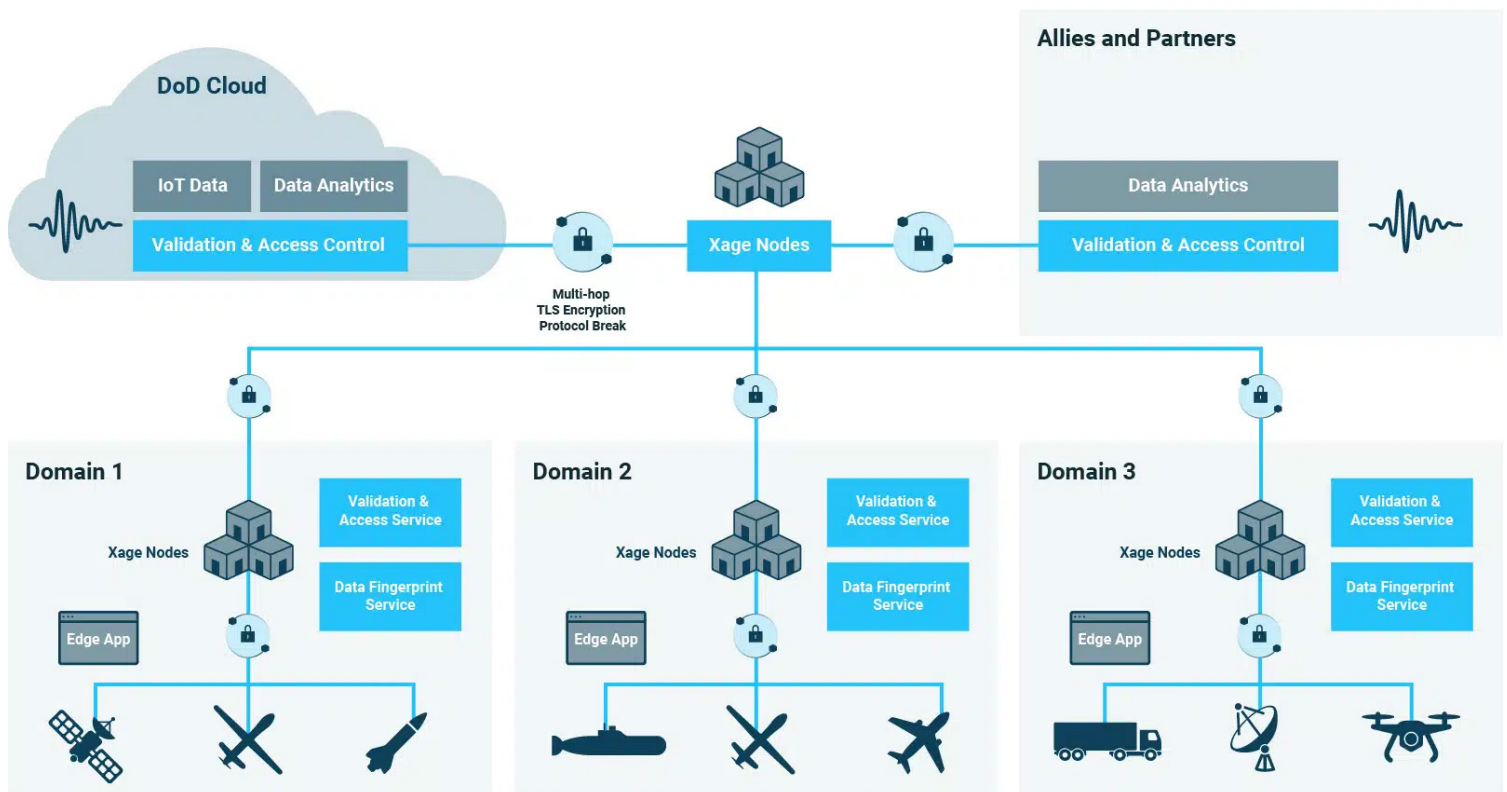 DoD Cloud
IoT Data
Data Analytics
Validation & Access Control
Multi-hop
TLS Encryption
Protocol Break
Xage Nodes
Allies and Partners
Data Analytics
Validation & Access Control
Domain 1
Xage Nodes
Validation &
Access Service
Data Fingerprint
Service
Edge App
Domain 2
Xage Nodes
Validation &
Access Service
Data Fingerprint
Service
Edge App
Domain 3
Xage Nodes
Validation &
Access Service
Data Fingerprint
Service
Edge App